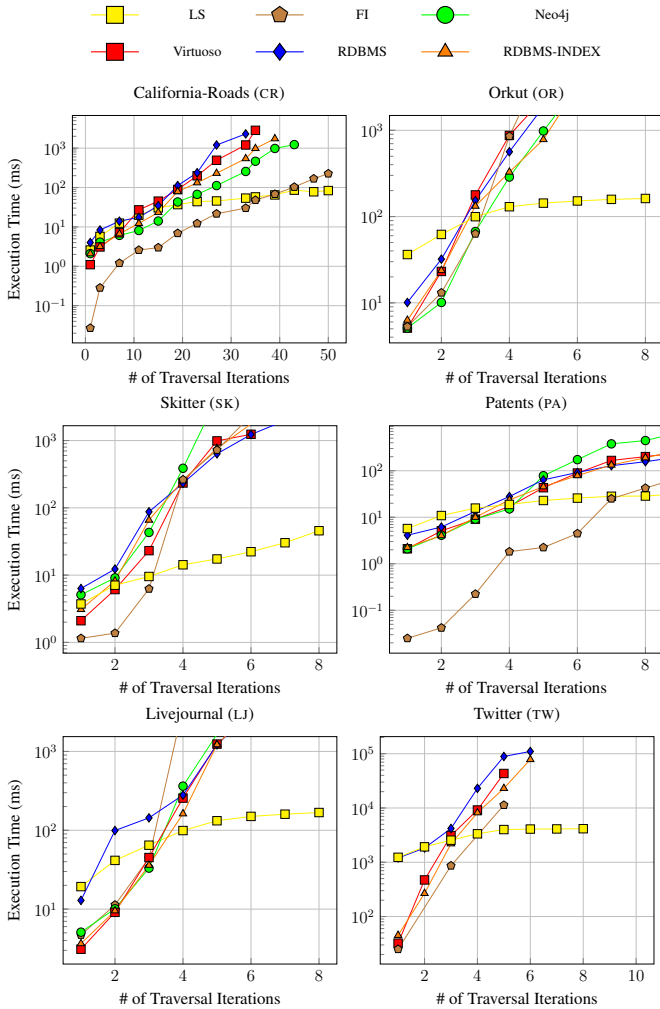 LS FI Neo4j
Virtuoso RDBMS RDBMS-INDEX
California-Roads (CR) Orkut (OR)
Execution Time (ms)
10³
10²
10¹
10⁰
10⁻¹
0 10 20 30 40 50
# of Traversal Iterations
10³
10²
10¹
2 4 6 8
# of Traversal Iterations
Skitter (SK) Patents (PA)
Execution Time (ms)
10³
10²
10¹
10⁰
2 4 6 8
# of Traversal Iterations
10²
10¹
10⁰
10⁻¹
2 4 6 8
# of Traversal Iterations
Livejournal (LJ) Twitter (TW)
Execution Time (ms)
10³
10²
10¹
2 4 6 8
# of Traversal Iterations
10⁵
10⁴
10³
10²
2 4 6 8 10
# of Traversal Iterations